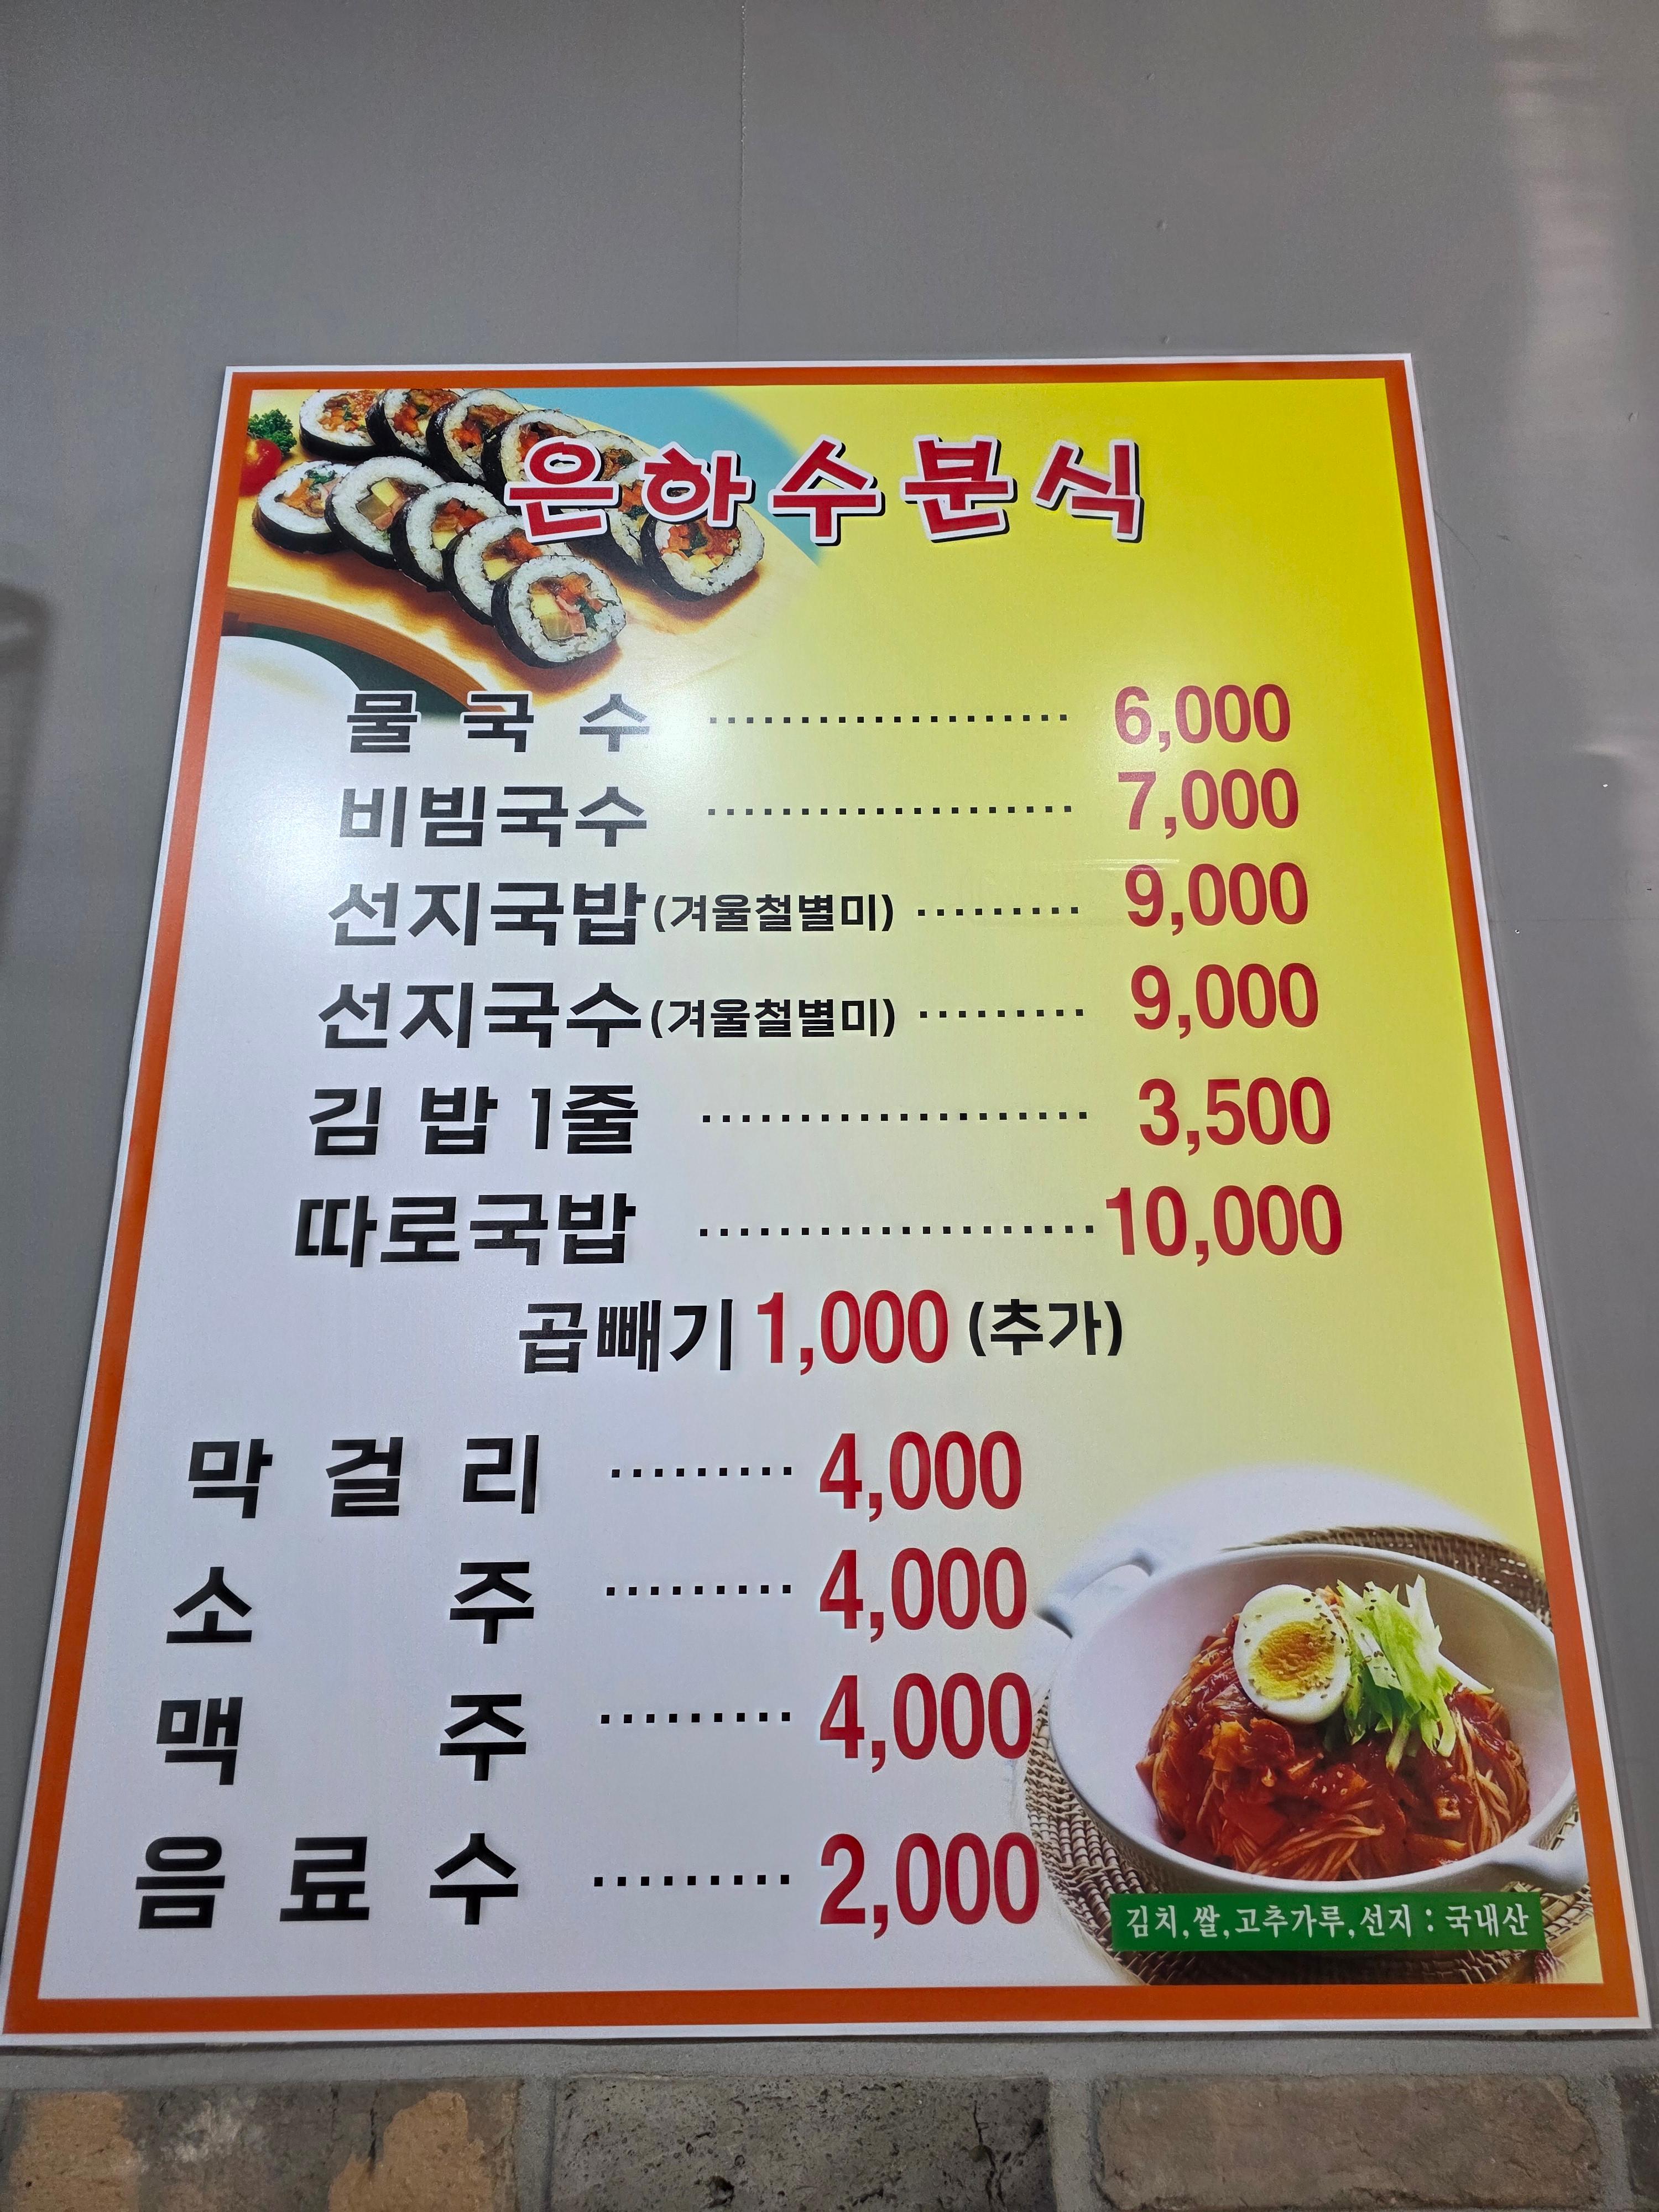 은하수분식
물 국 수 .................... 6,000
비빔국수 .................... 7,000
선지국밥(겨울철별미) ......... 9,000
선지국수(겨울철별미) ......... 9,000
김 밥 1줄 .................... 3,500
따로국밥 .................... 10,000
곱빼기 1,000 (추가)
막 걸 리 ......... 4,000
소 주 ......... 4,000
맥 주 ......... 4,000
음 료 수 ......... 2,000
김치,쌀,고추가루,선지 : 국내산